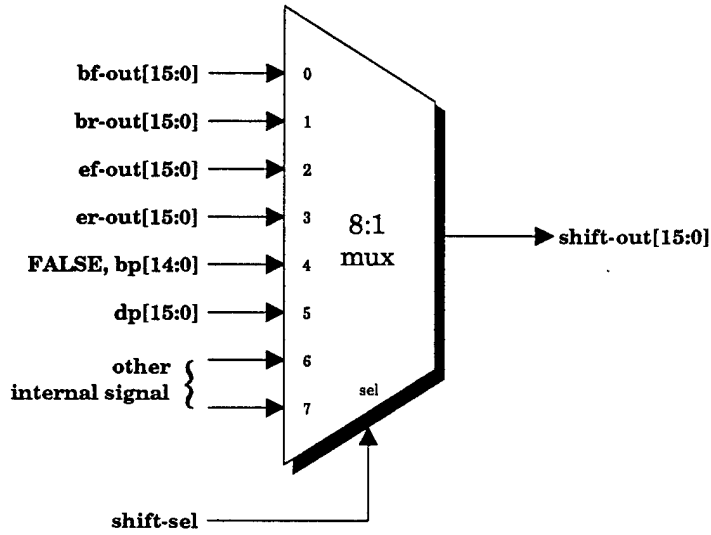 bf-out[15:0]
0
br-out[15:0]
1
ef-out[15:0]
2
er-out[15:0]
3
8:1
mux
shift-out[15:0]
FALSE, bp[14:0]
4
dp[15:0]
5
other
internal signal
6
7
sel
shift-sel